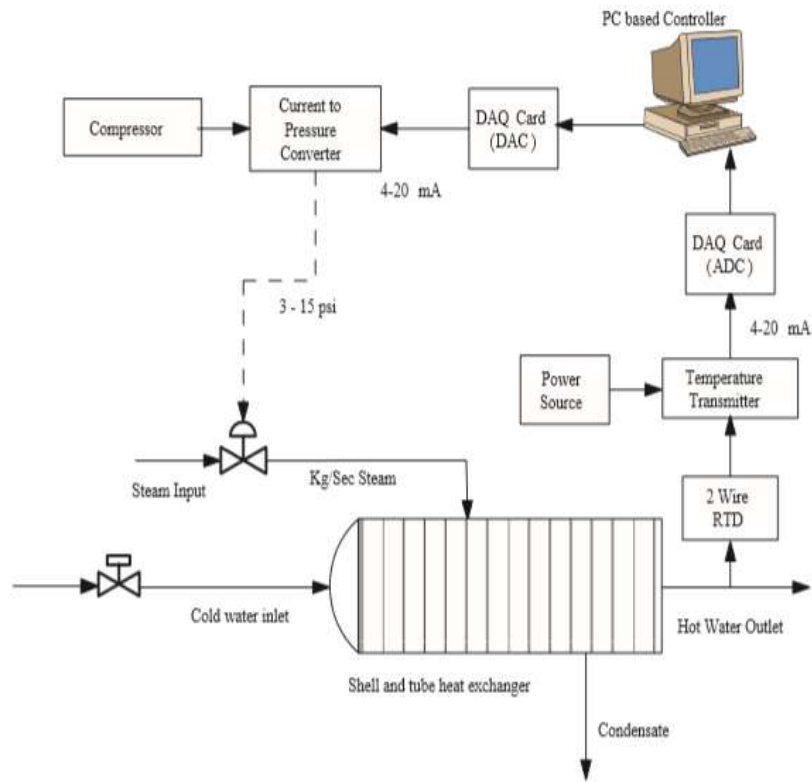 PC based Controller
Compressor
Current to
Pressure
Converter
DAQ Card
(DAC)
4-20 mA
DAQ Card
(ADC)
3 - 15 psi
4-20 mA
Power
Source
Temperature
Transmitter
Steam Input
Kg/Sec Steam
2 Wire
RTD
Cold water inlet
Hot Water Outlet
Shell and tube heat exchanger
Condensate